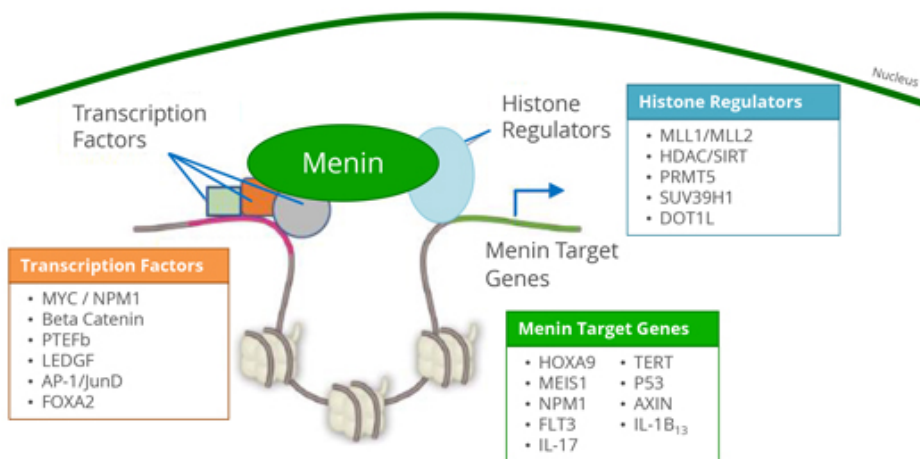 Nucleus
Transcription
Factors
Menin
Histone
Regulators
Histone Regulators
• MLL1/MLL2
• HDAC/SIRT
• PRMT5
• SUV39H1
• DOT1L
Menin Target
Genes
Transcription Factors
• MYC / NPM1
• Beta Catenin
• PTEFb
• LEDGF
• AP-1/JunD
• FOXA2
Menin Target Genes
• HOXA9
• MEIS1
• NPM1
• FLT3
• IL-17
• TERT
• P53
• AXIN
• IL-1B₁₃